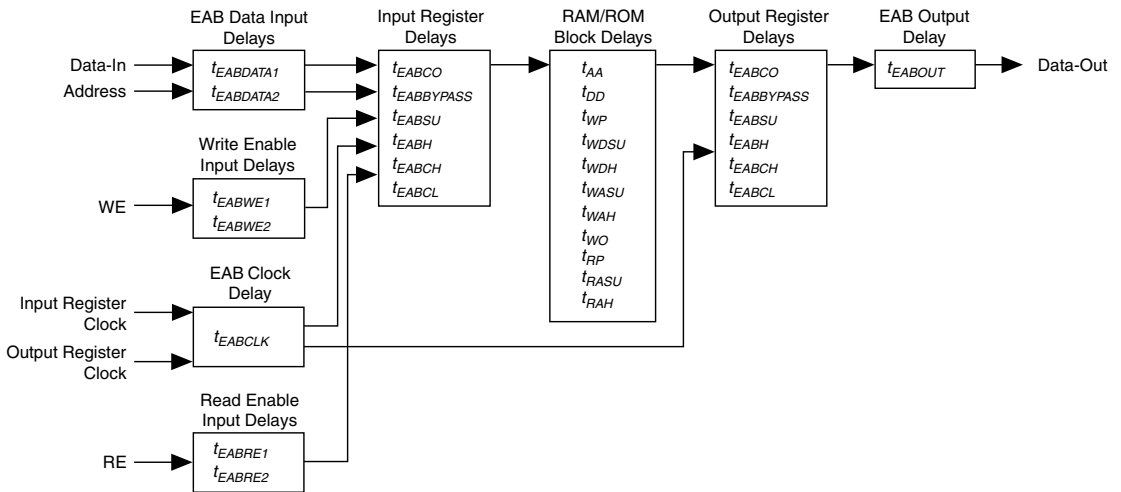 EAB Data Input
Delays
Input Register
Delays
RAM/ROM
Block Delays
Output Register
Delays
EAB Output
Delay
Data-In
Address
tEABDATA1
tEABDATA2
tEABCO
tEABBYPASS
tEABSU
tEABH
tEABCH
tEABCL
tAA
tDD
tWP
tWDSU
tWDH
tWASU
tWAH
tWO
tRP
tRASU
tRAH
tEABCO
tEABBYPASS
tEABSU
tEABH
tEABCH
tEABCL
tEABOUT
Data-Out
Write Enable
Input Delays
WE
tEABWE1
tEABWE2
EAB Clock
Delay
Input Register
Clock
Output Register
Clock
tEABCLK
Read Enable
Input Delays
RE
tEABRE1
tEABRE2